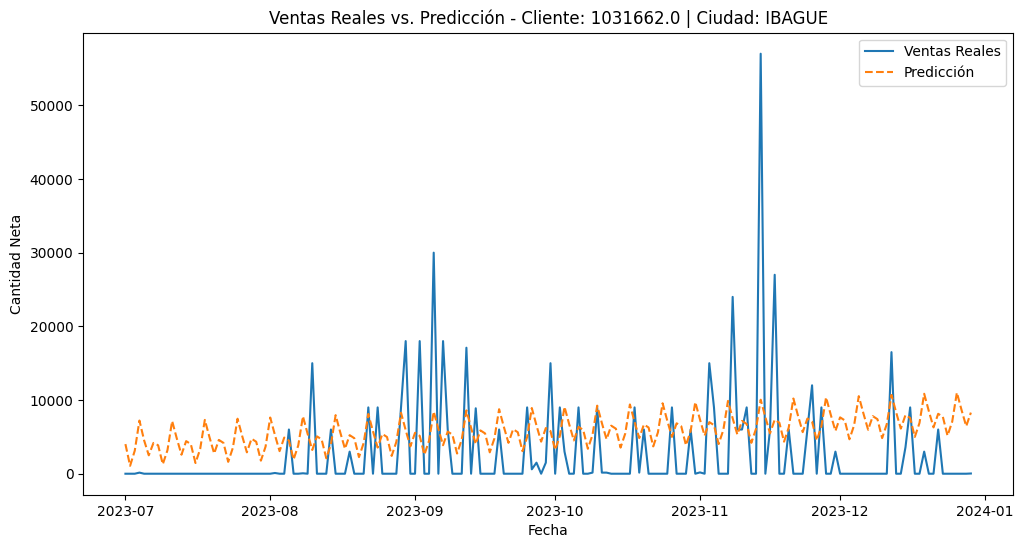 Ventas Reales vs. Predicción - Cliente: 1031662.0 | Ciudad: IBAGUE
Ventas Reales
Predicción
50000
40000
30000
20000
10000
0
Cantidad Neta
2023-07
2023-08
2023-09
2023-10
2023-11
2023-12
2024-01
Fecha